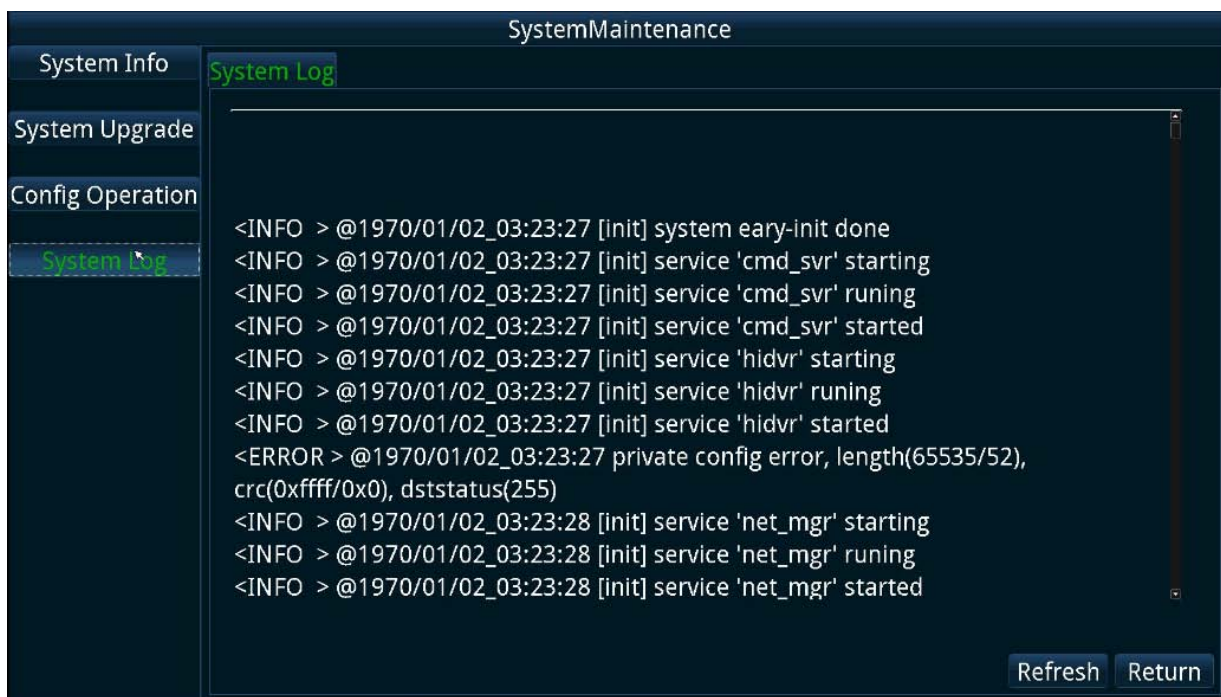 SystemMaintenance
System Info
System Upgrade
Config Operation
System Log
System Log
<INFO  > @1970/01/02_03:23:27 [init] system eary-init done
<INFO  > @1970/01/02_03:23:27 [init] service 'cmd_svr' starting
<INFO  > @1970/01/02_03:23:27 [init] service 'cmd_svr' runing
<INFO  > @1970/01/02_03:23:27 [init] service 'cmd_svr' started
<INFO  > @1970/01/02_03:23:27 [init] service 'hidvr' starting
<INFO  > @1970/01/02_03:23:27 [init] service 'hidvr' runing
<INFO  > @1970/01/02_03:23:27 [init] service 'hidvr' started
<ERROR > @1970/01/02_03:23:27 private config error, length(65535/52),
crc(0xffff/0x0), dststatus(255)
<INFO  > @1970/01/02_03:23:28 [init] service 'net_mgr' starting
<INFO  > @1970/01/02_03:23:28 [init] service 'net_mgr' runing
<INFO  > @1970/01/02_03:23:28 [init] service 'net_mgr' started
Refresh
Return